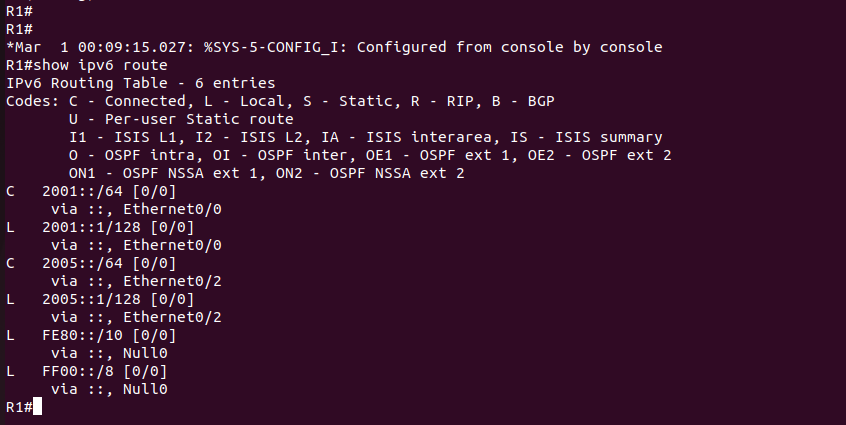 R1#
R1#
*Mar  1 00:09:15.027: %SYS-5-CONFIG_I: Configured from console by console
R1#show ipv6 route
IPv6 Routing Table - 6 entries
Codes: C - Connected, L - Local, S - Static, R - RIP, B - BGP
       U - Per-user Static route
       I1 - ISIS L1, I2 - ISIS L2, IA - ISIS interarea, IS - ISIS summary
       O - OSPF intra, OI - OSPF inter, OE1 - OSPF ext 1, OE2 - OSPF ext 2
       ON1 - OSPF NSSA ext 1, ON2 - OSPF NSSA ext 2
C   2001::/64 [0/0]
     via ::, Ethernet0/0
L   2001::1/128 [0/0]
     via ::, Ethernet0/0
C   2005::/64 [0/0]
     via ::, Ethernet0/2
L   2005::1/128 [0/0]
     via ::, Ethernet0/2
L   FE80::/10 [0/0]
     via ::, Null0
L   FF00::/8 [0/0]
     via ::, Null0
R1#